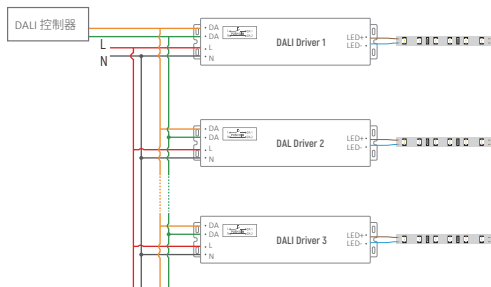 DALI 控制器
L
N
DA
DA
L
N
DALI Driver 1
LED+
LED-
DA
DA
L
N
DAL Driver 2
LED+
LED-
DA
DA
L
N
DALI Driver 3
LED+
LED-